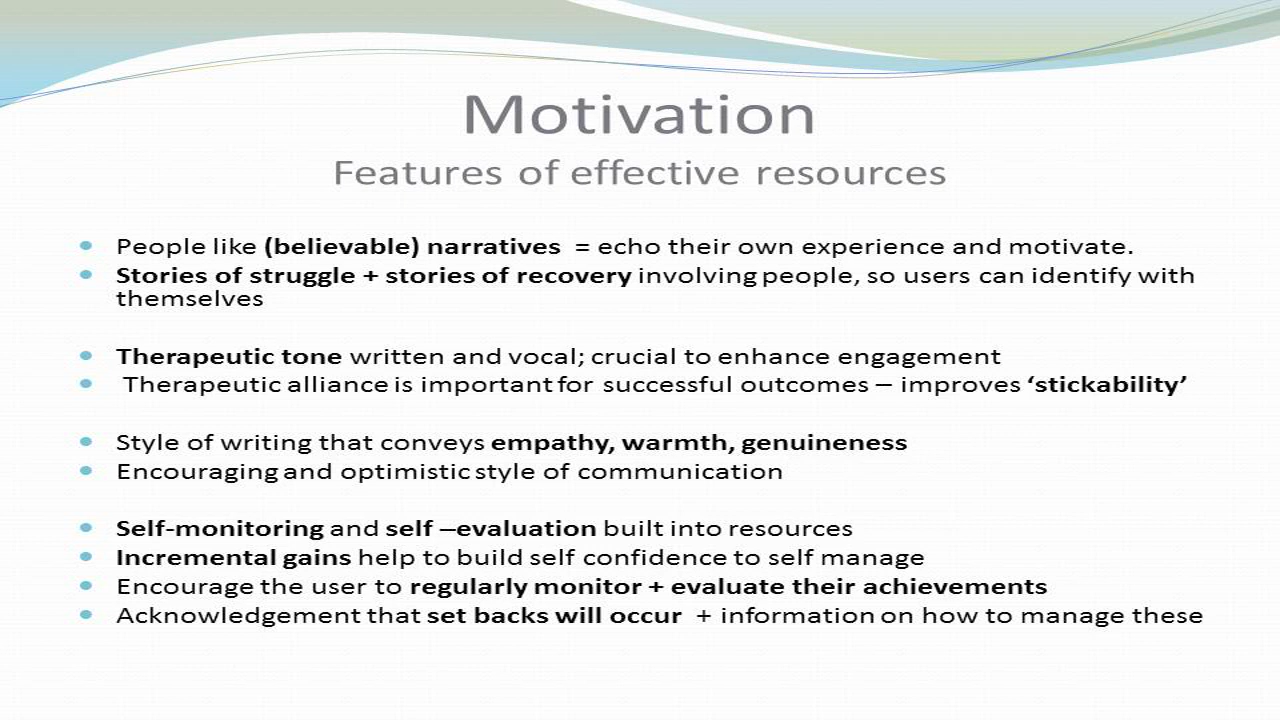 Motivation
Features of effective resources
• People like (believable) narratives = echo their own experience and motivate.
• Stories of struggle + stories of recovery involving people, so users can identify with
themselves
• Therapeutic tone written and vocal; crucial to enhance engagement
• Therapeutic alliance is important for successful outcomes – improves ‘stickability’
• Style of writing that conveys empathy, warmth, genuineness
• Encouraging and optimistic style of communication
• Self-monitoring and self –evaluation built into resources
• Incremental gains help to build self confidence to self manage
• Encourage the user to regularly monitor + evaluate their achievements
• Acknowledgement that set backs will occur + information on how to manage these